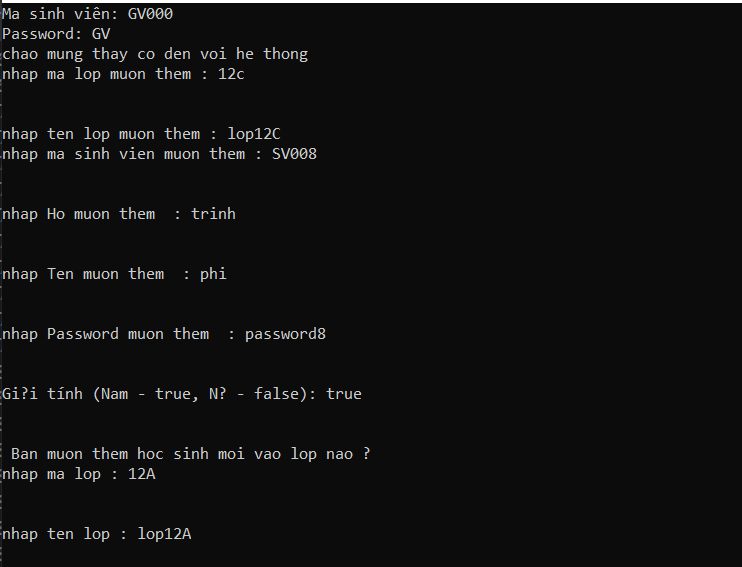 Ma sinh viên: GV000
Password: GV
chao mung thay co den voi he thong
nhap ma lop muon them : 12c
nhap ten lop muon them : lop12C
nhap ma sinh vien muon them : SV008
nhap Ho muon them  : trinh
nhap Ten muon them  : phi
nhap Password muon them  : password8
Gi?i tính (Nam - true, N? - false): true
Ban muon them hoc sinh moi vao lop nao ?
nhap ma lop : 12A
nhap ten lop : lop12A